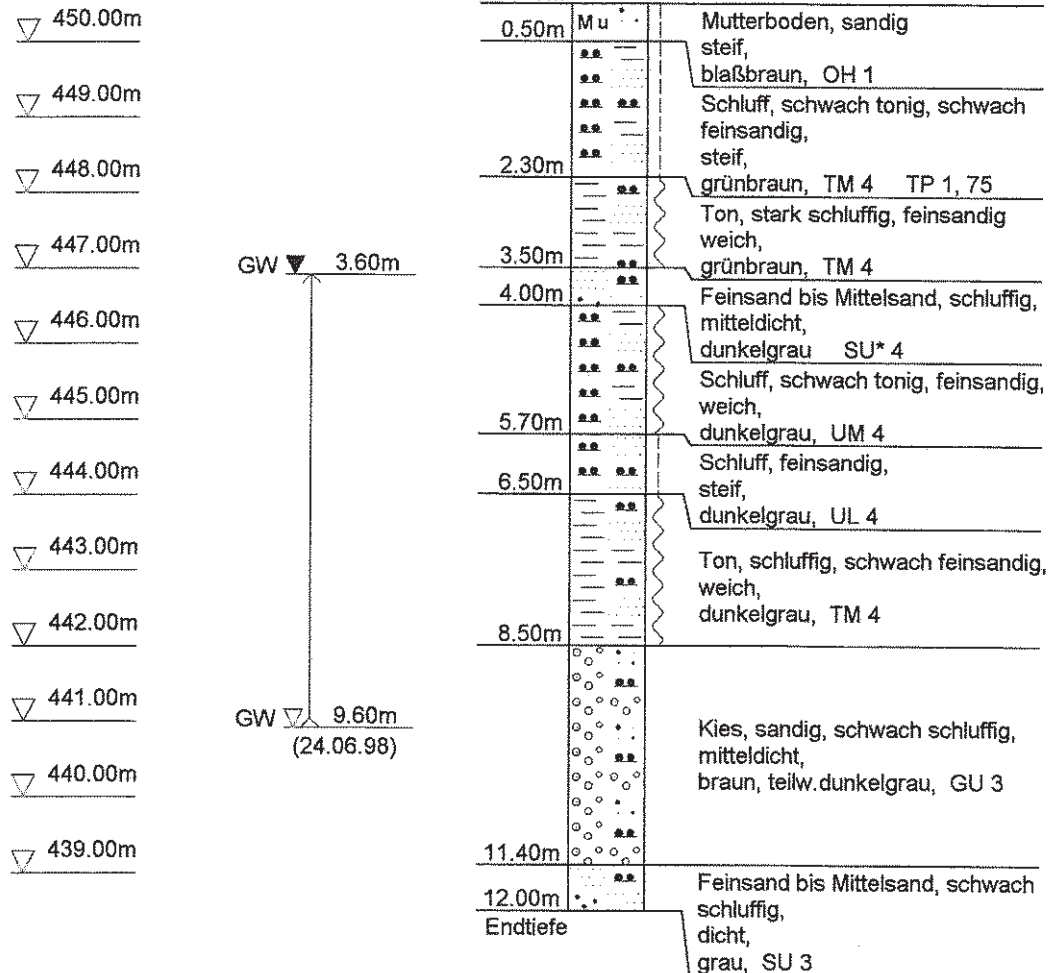 450.00m
449.00m
448.00m
447.00m
446.00m
445.00m
444.00m
443.00m
442.00m
441.00m
440.00m
439.00m
GW 3.60m
GW 9.60m
(24.06.98)
0.50m
2.30m
3.50m
4.00m
5.70m
6.50m
8.50m
11.40m
12.00m
Endtiefe
Mu
Mutterboden, sandig
steif,
blaßbraun, OH 1
Schluff, schwach tonig, schwach
feinsandig,
steif,
grünbraun, TM 4 TP 1, 75
Ton, stark schluffig, feinsandig
weich,
grünbraun, TM 4
Feinsand bis Mittelsand, schluffig,
mitteldicht,
dunkelgrau SU* 4
Schluff, schwach tonig, feinsandig,
weich,
dunkelgrau, UM 4
Schluff, feinsandig,
steif,
dunkelgrau, UL 4
Ton, schluffig, schwach feinsandig,
weich,
dunkelgrau, TM 4
Kies, sandig, schwach schluffig,
mitteldicht,
braun, teilw.dunkelgrau, GU 3
Feinsand bis Mittelsand, schwach
schluffig,
dicht,
grau, SU 3